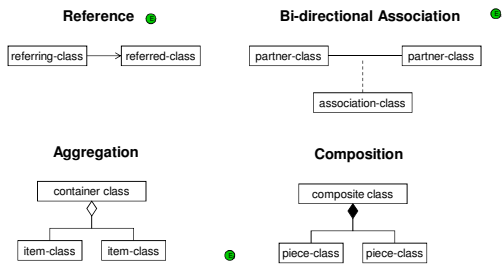 Reference
E
Bi-directional Association
E
referring-class
referred-class
partner-class
partner-class
association-class
Aggregation
Composition
container class
composite class
item-class
item-class
E
piece-class
piece-class